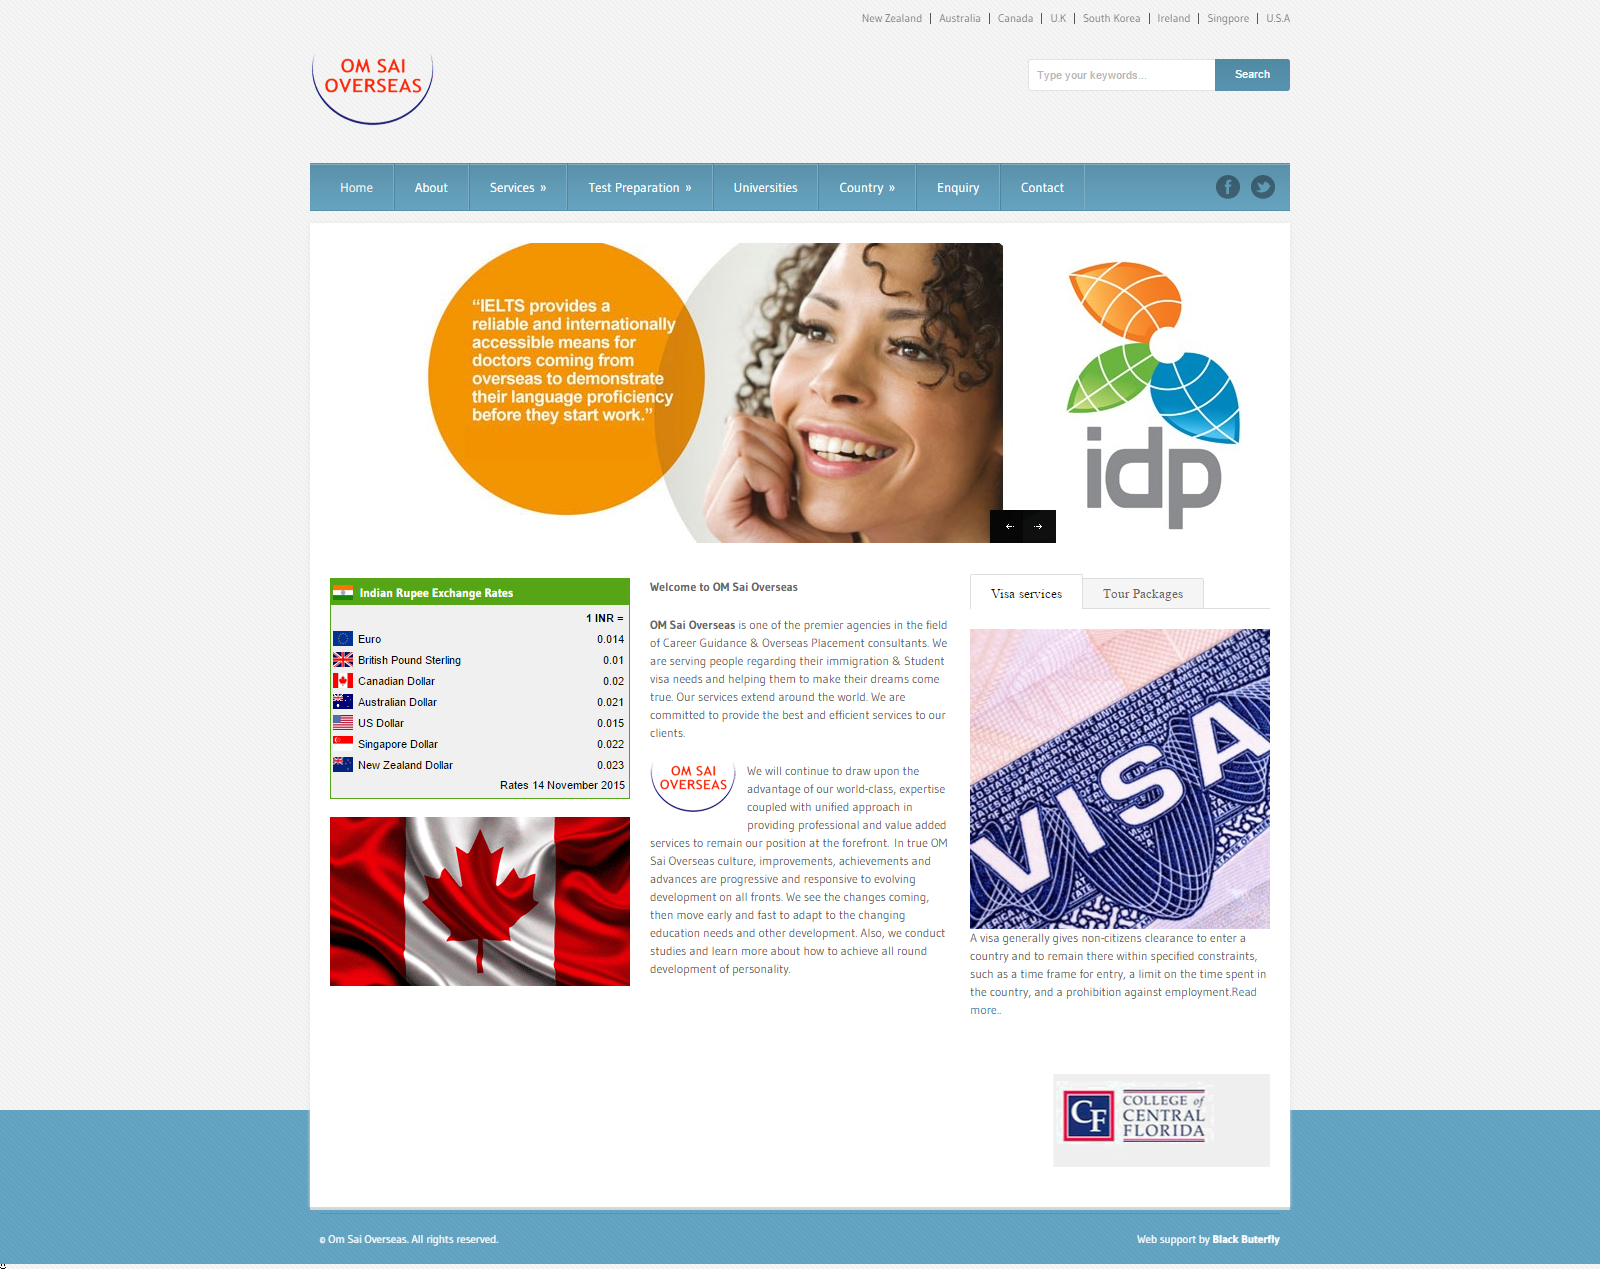 New Zealand | Australia | Canada | U.K | South Korea | Ireland | Singpore | U.S.A
OM SAI
OVERSEAS
Type your keywords...
Search
Home
About
Services »
Test Preparation »
Universities
Country »
Enquiry
Contact
“IELTS provides a
reliable and internationally
accessible means for
doctors coming from
overseas to demonstrate
their language proficiency
before they start work.”
idp
Indian Rupee Exchange Rates
1 INR =
Euro 0.014
British Pound Sterling 0.01
Canadian Dollar 0.02
Australian Dollar 0.021
US Dollar 0.015
Singapore Dollar 0.022
New Zealand Dollar 0.023
Rates 14 November 2015
Welcome to OM Sai Overseas
OM Sai Overseas is one of the premier agencies in the field
of Career Guidance & Overseas Placement consultants. We
are serving people regarding their immigration & Student
visa needs and helping them to make their dreams come
true. Our services extend around the world. We are
committed to provide the best and efficient services to our
clients.
OM SAI
OVERSEAS
We will continue to draw upon the
advantage of our world-class, expertise
coupled with unified approach in
providing professional and value added
services to remain our position at the forefront. In true OM
Sai Overseas culture, improvements, achievements and
advances are progressive and responsive to evolving
development on all fronts. We see the changes coming,
then move early and fast to adapt to the changing
education needs and other development. Also, we conduct
studies and learn more about how to achieve all round
development of personality.
Visa services
Tour Packages
VISA
A visa generally gives non-citizens clearance to enter a
country and to remain there within specified constraints,
such as a time frame for entry, a limit on the time spent in
the country, and a prohibition against employment.Read
more..
CF
COLLEGE of
CENTRAL
FLORIDA
© Om Sai Overseas. All rights reserved.
Web support by Black Buterfly